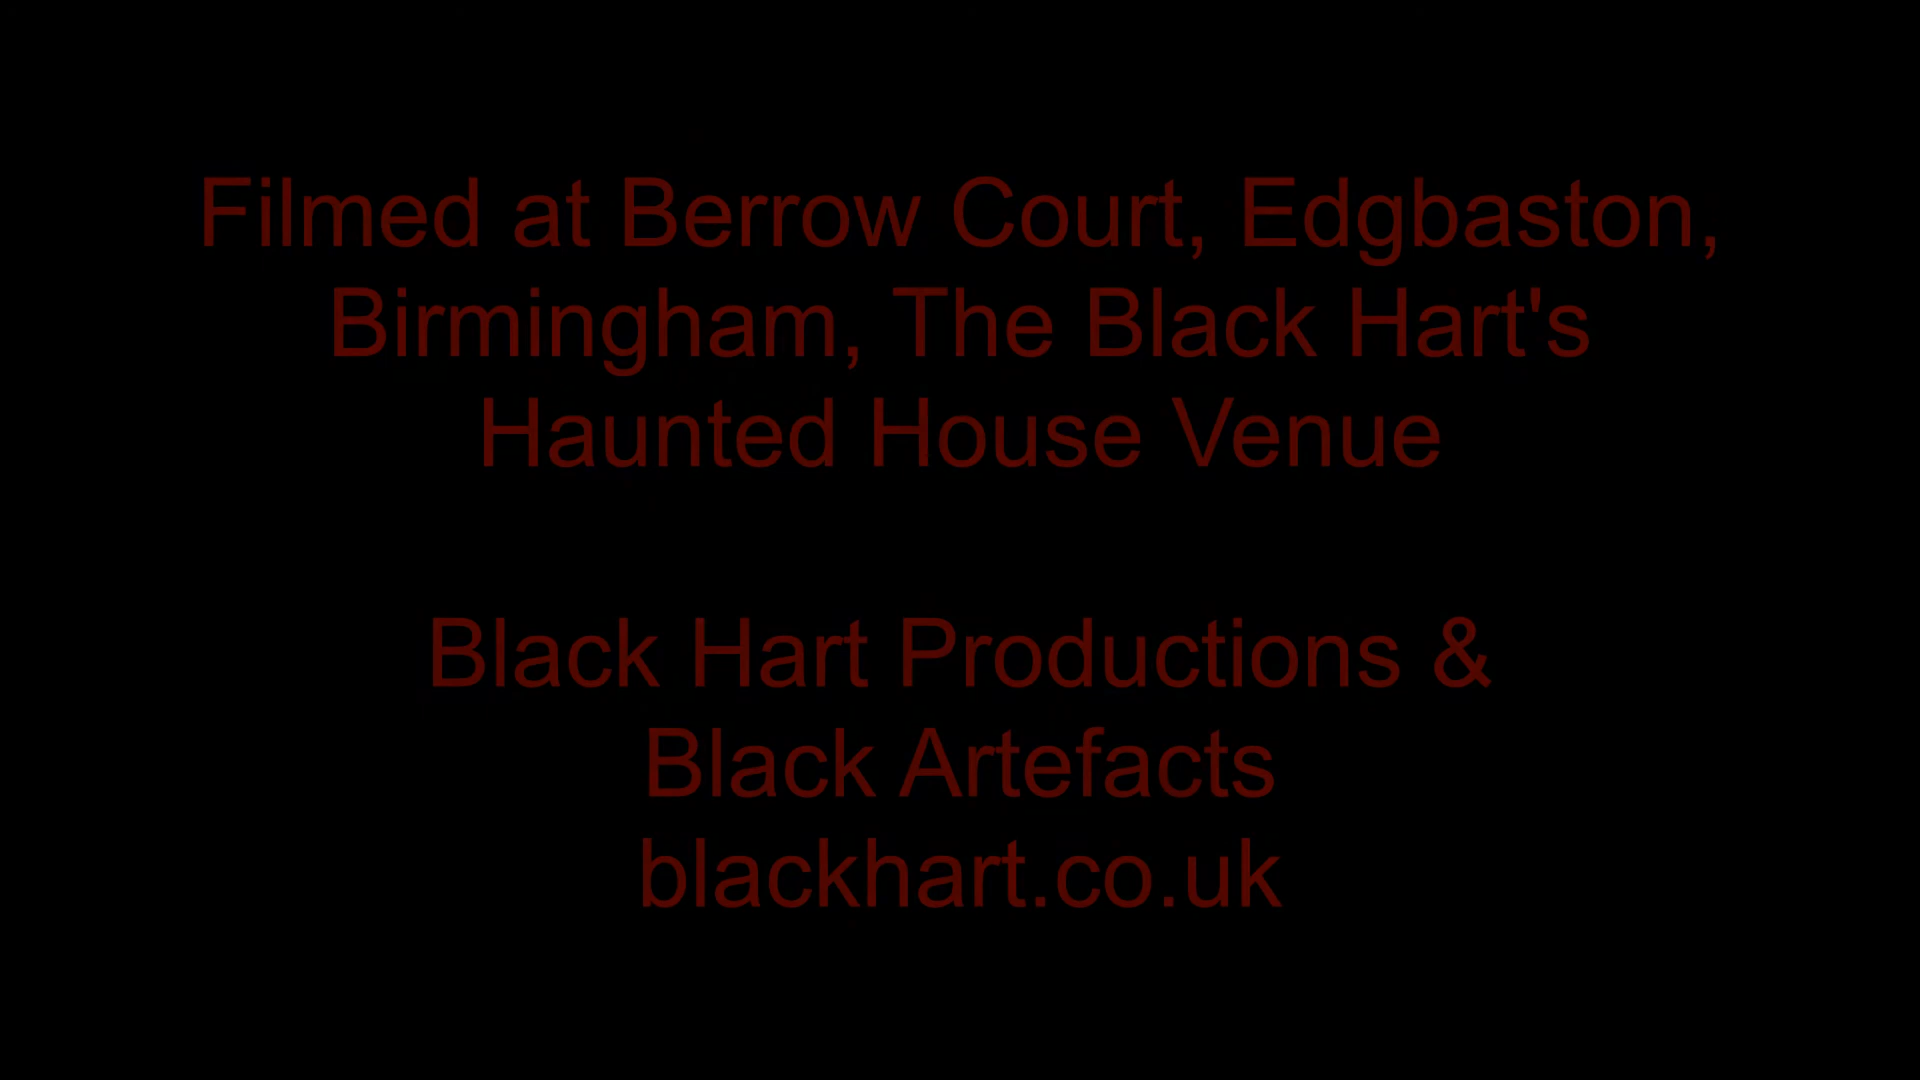 Filmed at Berrow Court, Edgbaston,
Birmingham, The Black Hart's
Haunted House Venue
Black Hart Productions &
Black Artefacts
blackhart.co.uk